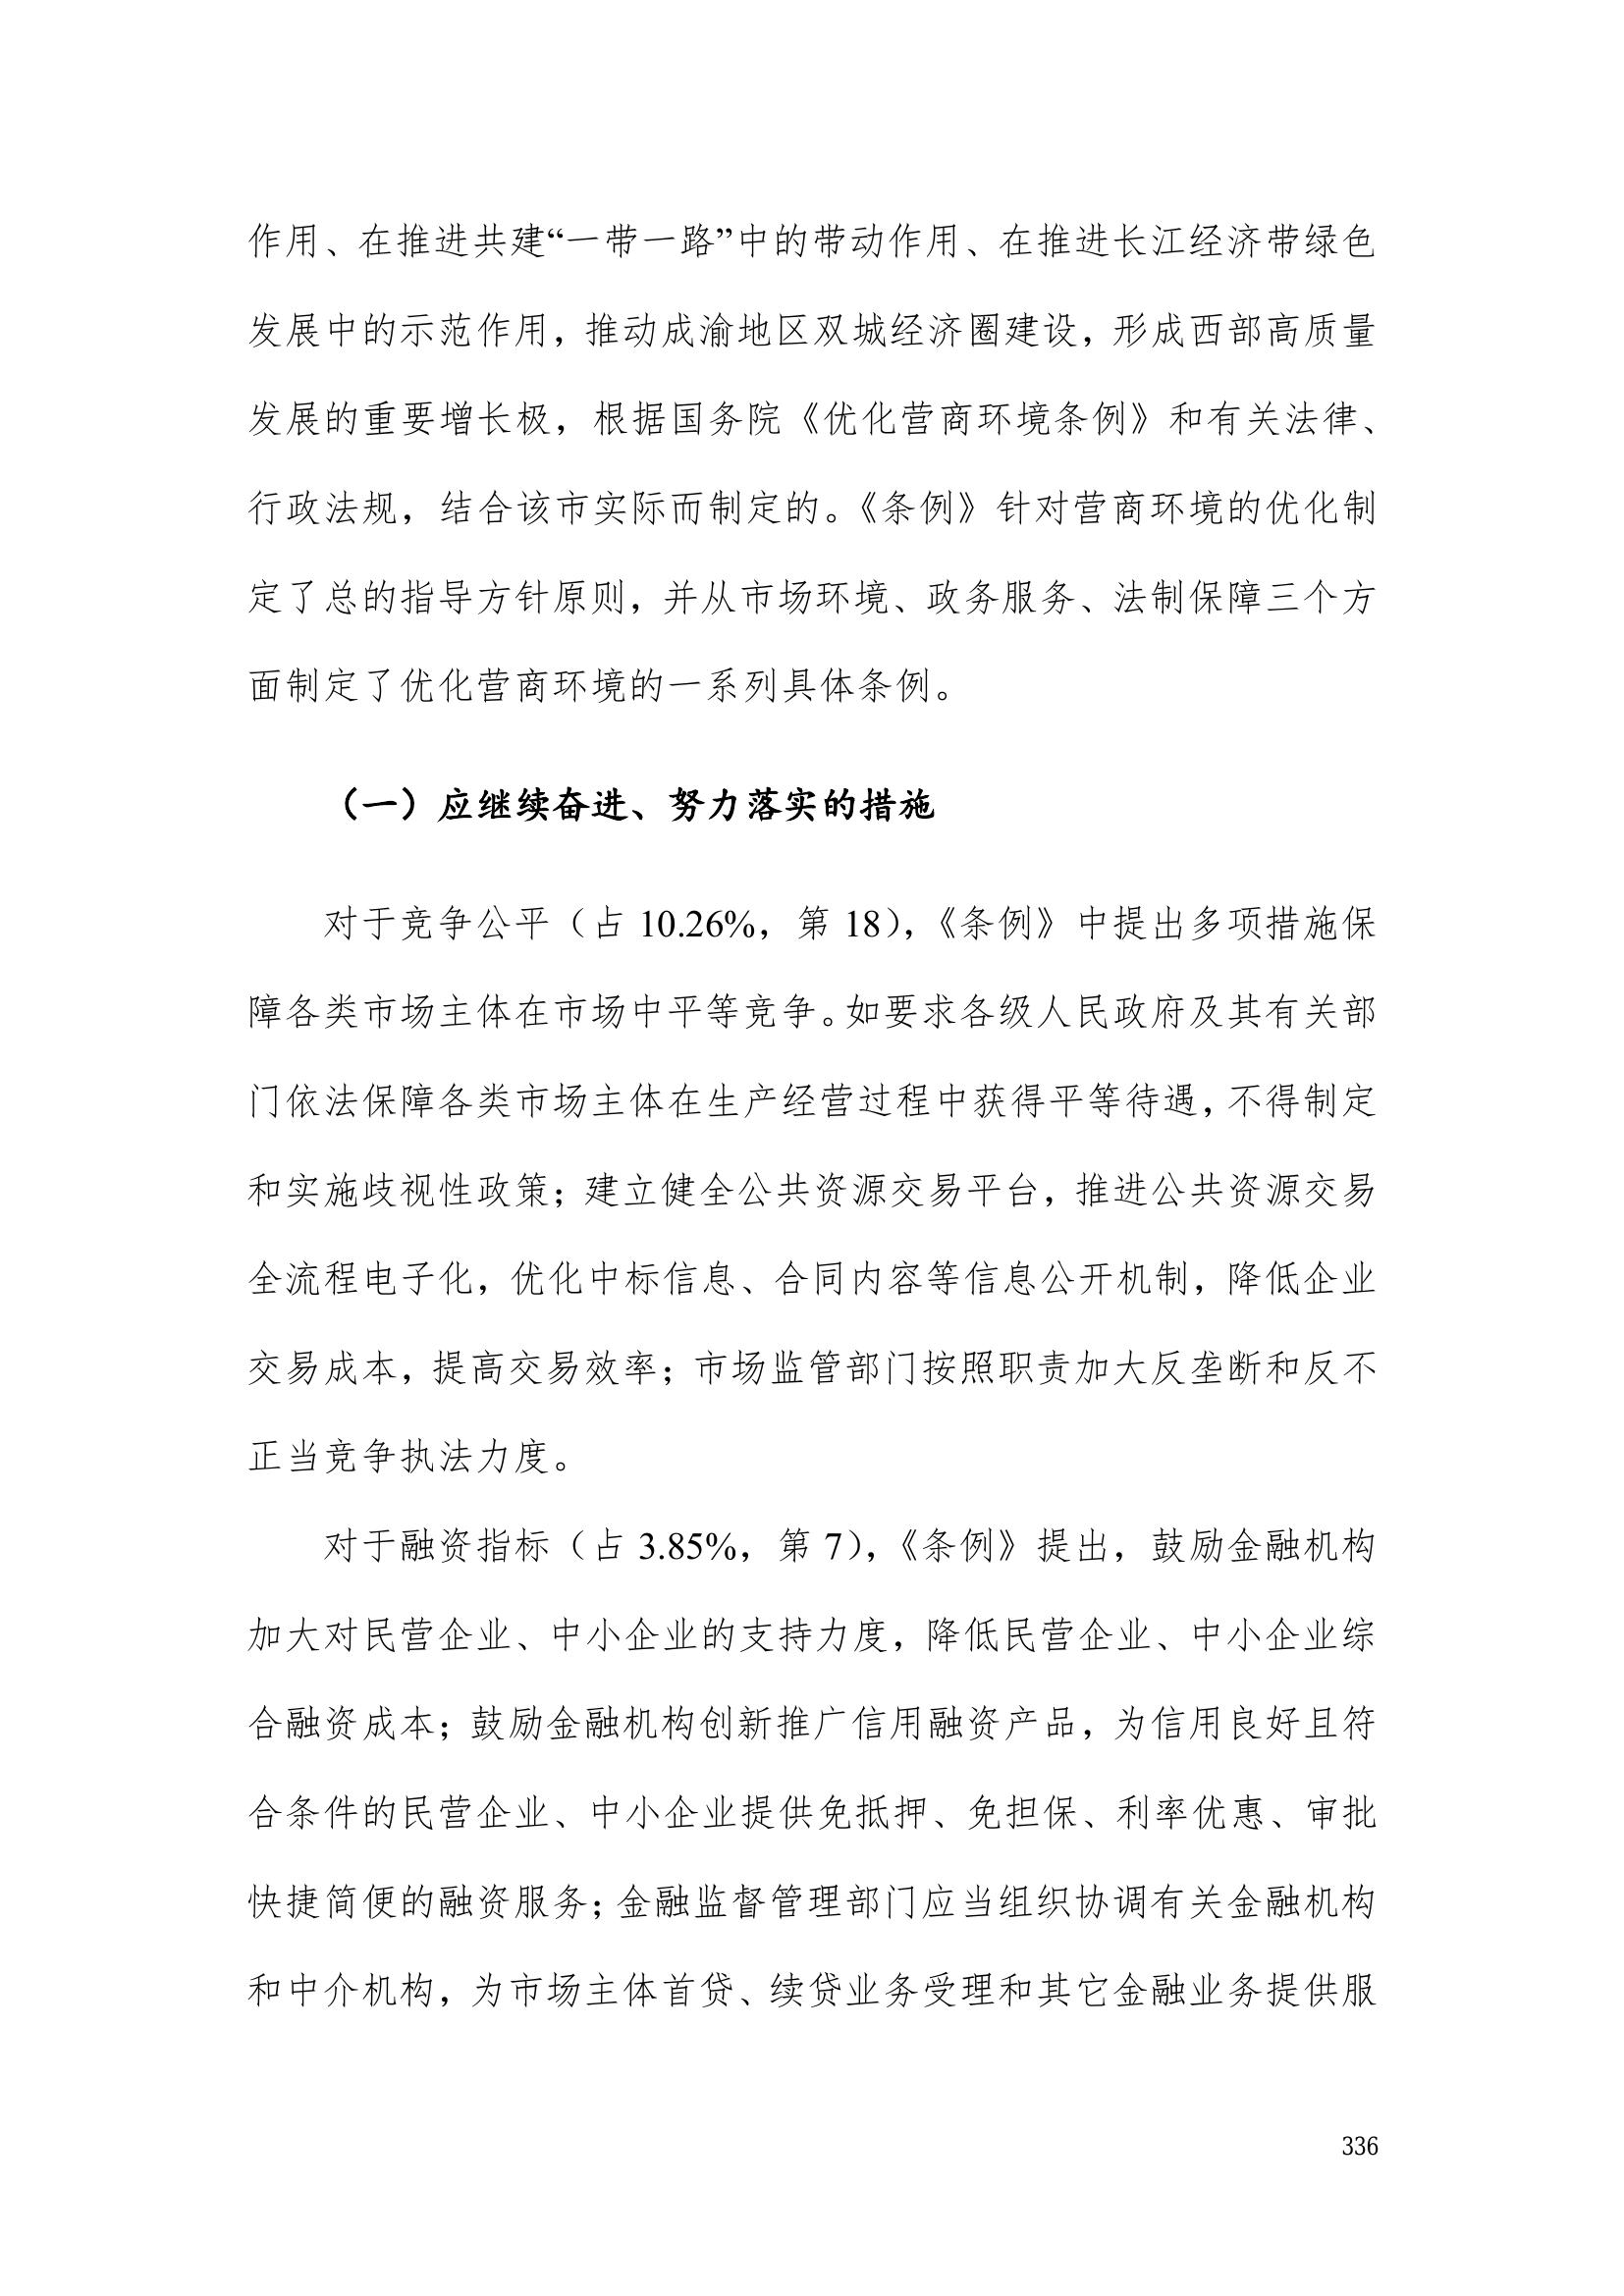 作用、在推进共建“一带一路”中的带动作用、在推进长江经济带绿色
发展中的示范作用，推动成渝地区双城经济圈建设，形成西部高质量
发展的重要增长极，根据国务院《优化营商环境条例》和有关法律、
行政法规，结合该市实际而制定的。《条例》针对营商环境的优化制
定了总的指导方针原则，并从市场环境、政务服务、法制保障三个方
面制定了优化营商环境的一系列具体条例。
（一）应继续奋进、努力落实的措施
对于竞争公平（占 10.26%，第 18），《条例》中提出多项措施保
障各类市场主体在市场中平等竞争。如要求各级人民政府及其有关部
门依法保障各类市场主体在生产经营过程中获得平等待遇，不得制定
和实施歧视性政策；建立健全公共资源交易平台，推进公共资源交易
全流程电子化，优化中标信息、合同内容等信息公开机制，降低企业
交易成本，提高交易效率；市场监管部门按照职责加大反垄断和反不
正当竞争执法力度。
对于融资指标（占 3.85%，第 7），《条例》提出，鼓励金融机构
加大对民营企业、中小企业的支持力度，降低民营企业、中小企业综
合融资成本；鼓励金融机构创新推广信用融资产品，为信用良好且符
合条件的民营企业、中小企业提供免抵押、免担保、利率优惠、审批
快捷简便的融资服务；金融监督管理部门应当组织协调有关金融机构
和中介机构，为市场主体首贷、续贷业务受理和其它金融业务提供服
336